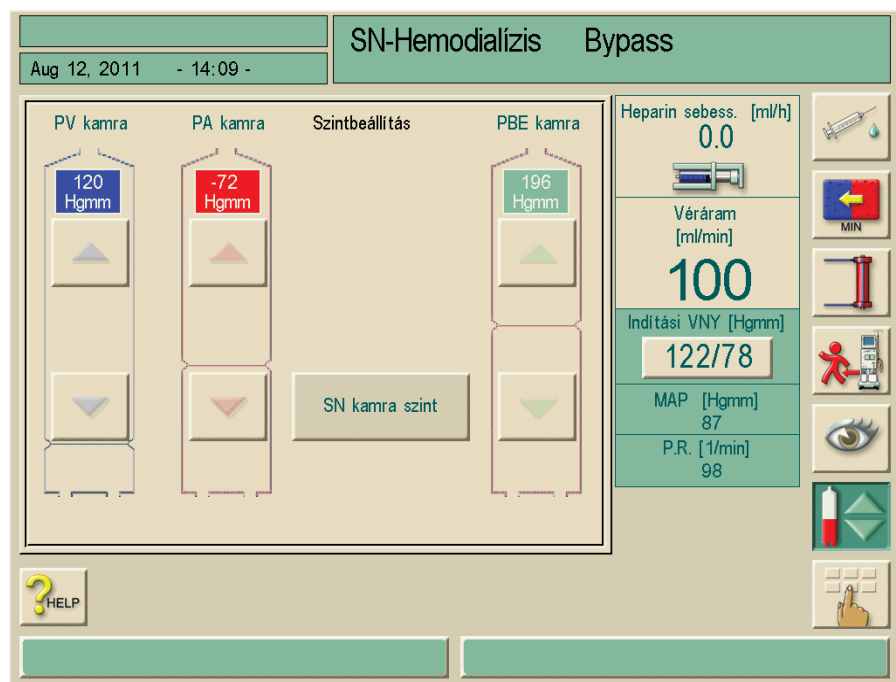 SN-Hemodialízis Bypass
Aug 12, 2011 - 14:09 -
PV kamra
PA kamra
Szintbeállítás
PBE kamra
120
Hgmm
-72
Hgmm
196
Hgmm
SN kamra szint
Heparin sebess. [ml/h]
0.0
Véráram
[ml/min]
100
Indítási VNY [Hgmm]
122/78
MAP [Hgmm]
87
P.R. [1/min]
98
MIN
HELP